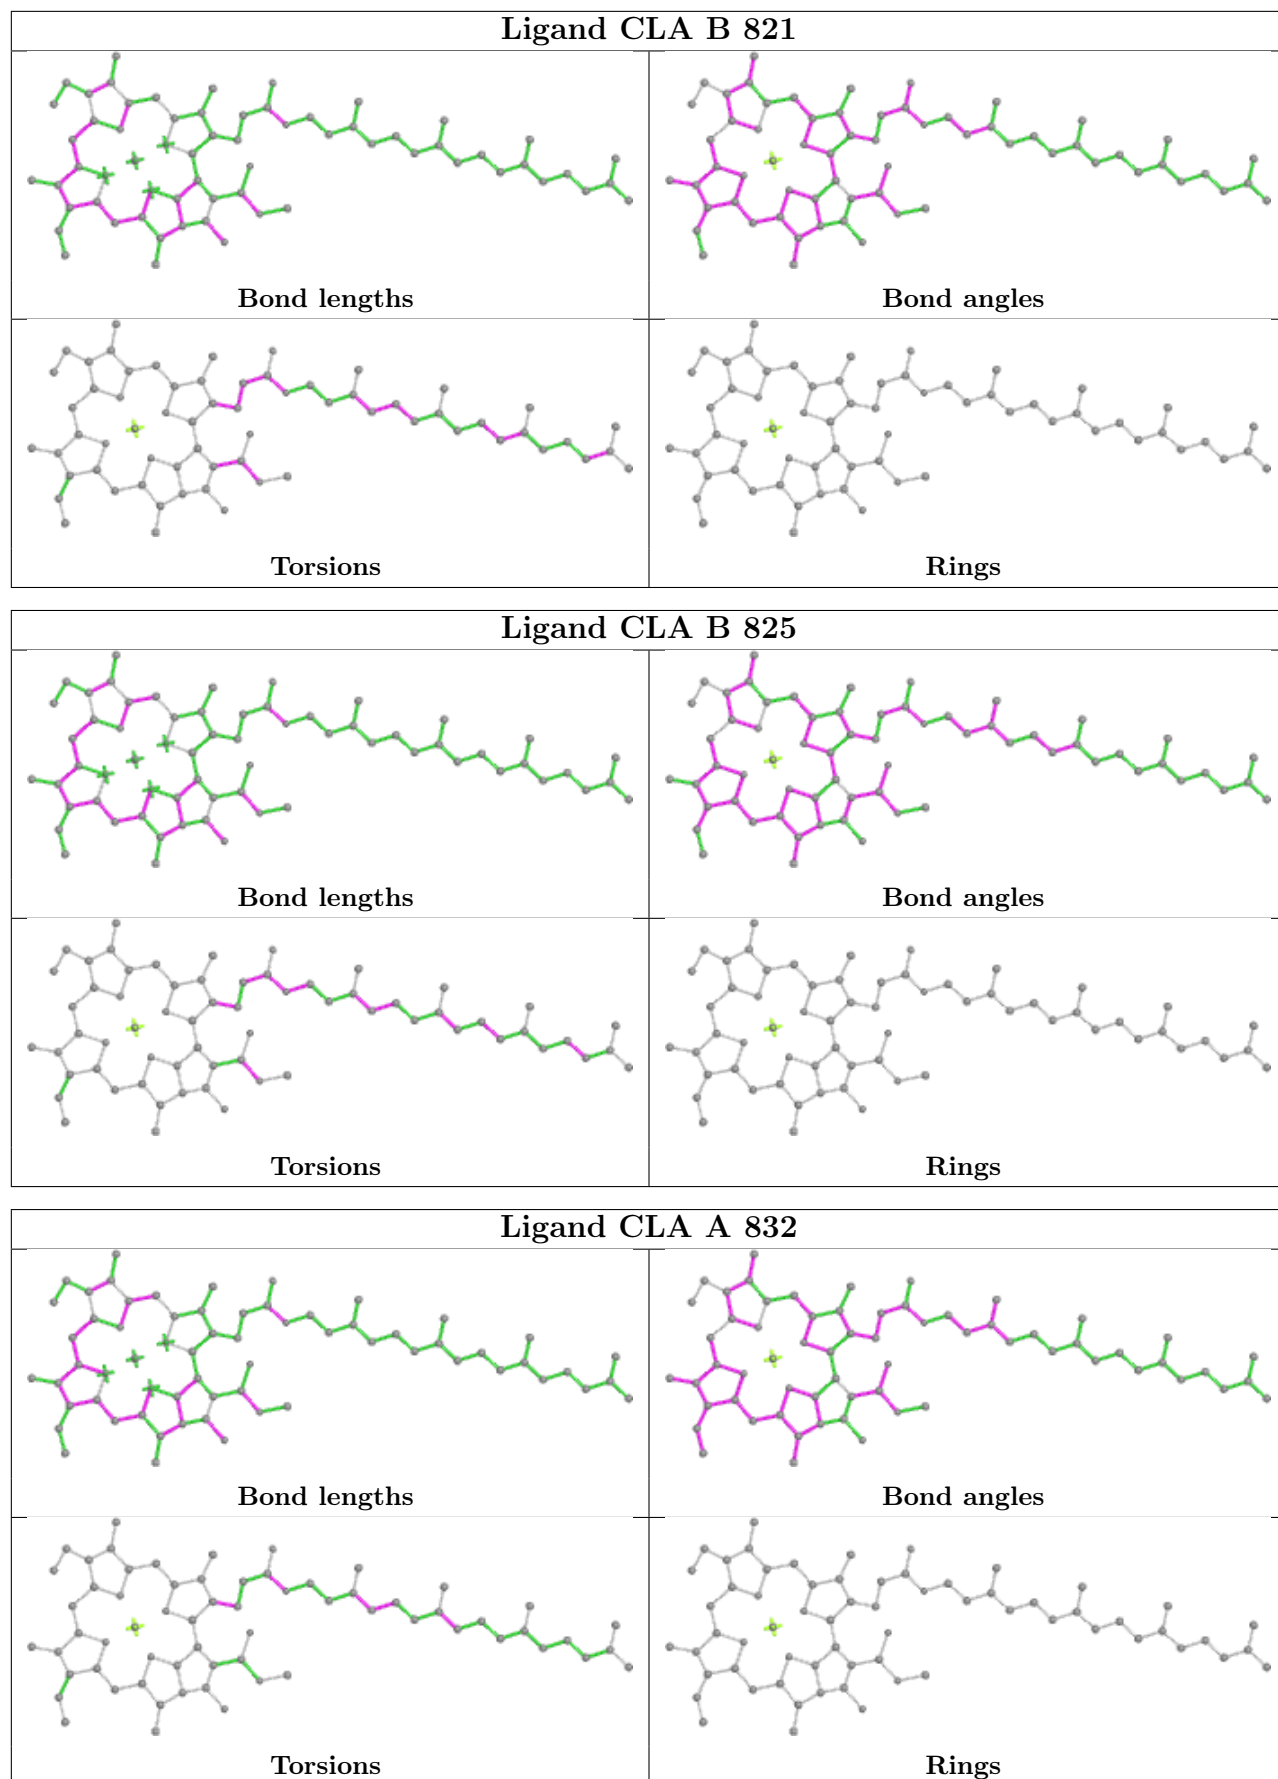 Ligand CLA B 821
Bond lengths
Bond angles
Torsions
Rings
Ligand CLA B 825
Bond lengths
Bond angles
Torsions
Rings
Ligand CLA A 832
Bond lengths
Bond angles
Torsions
Rings